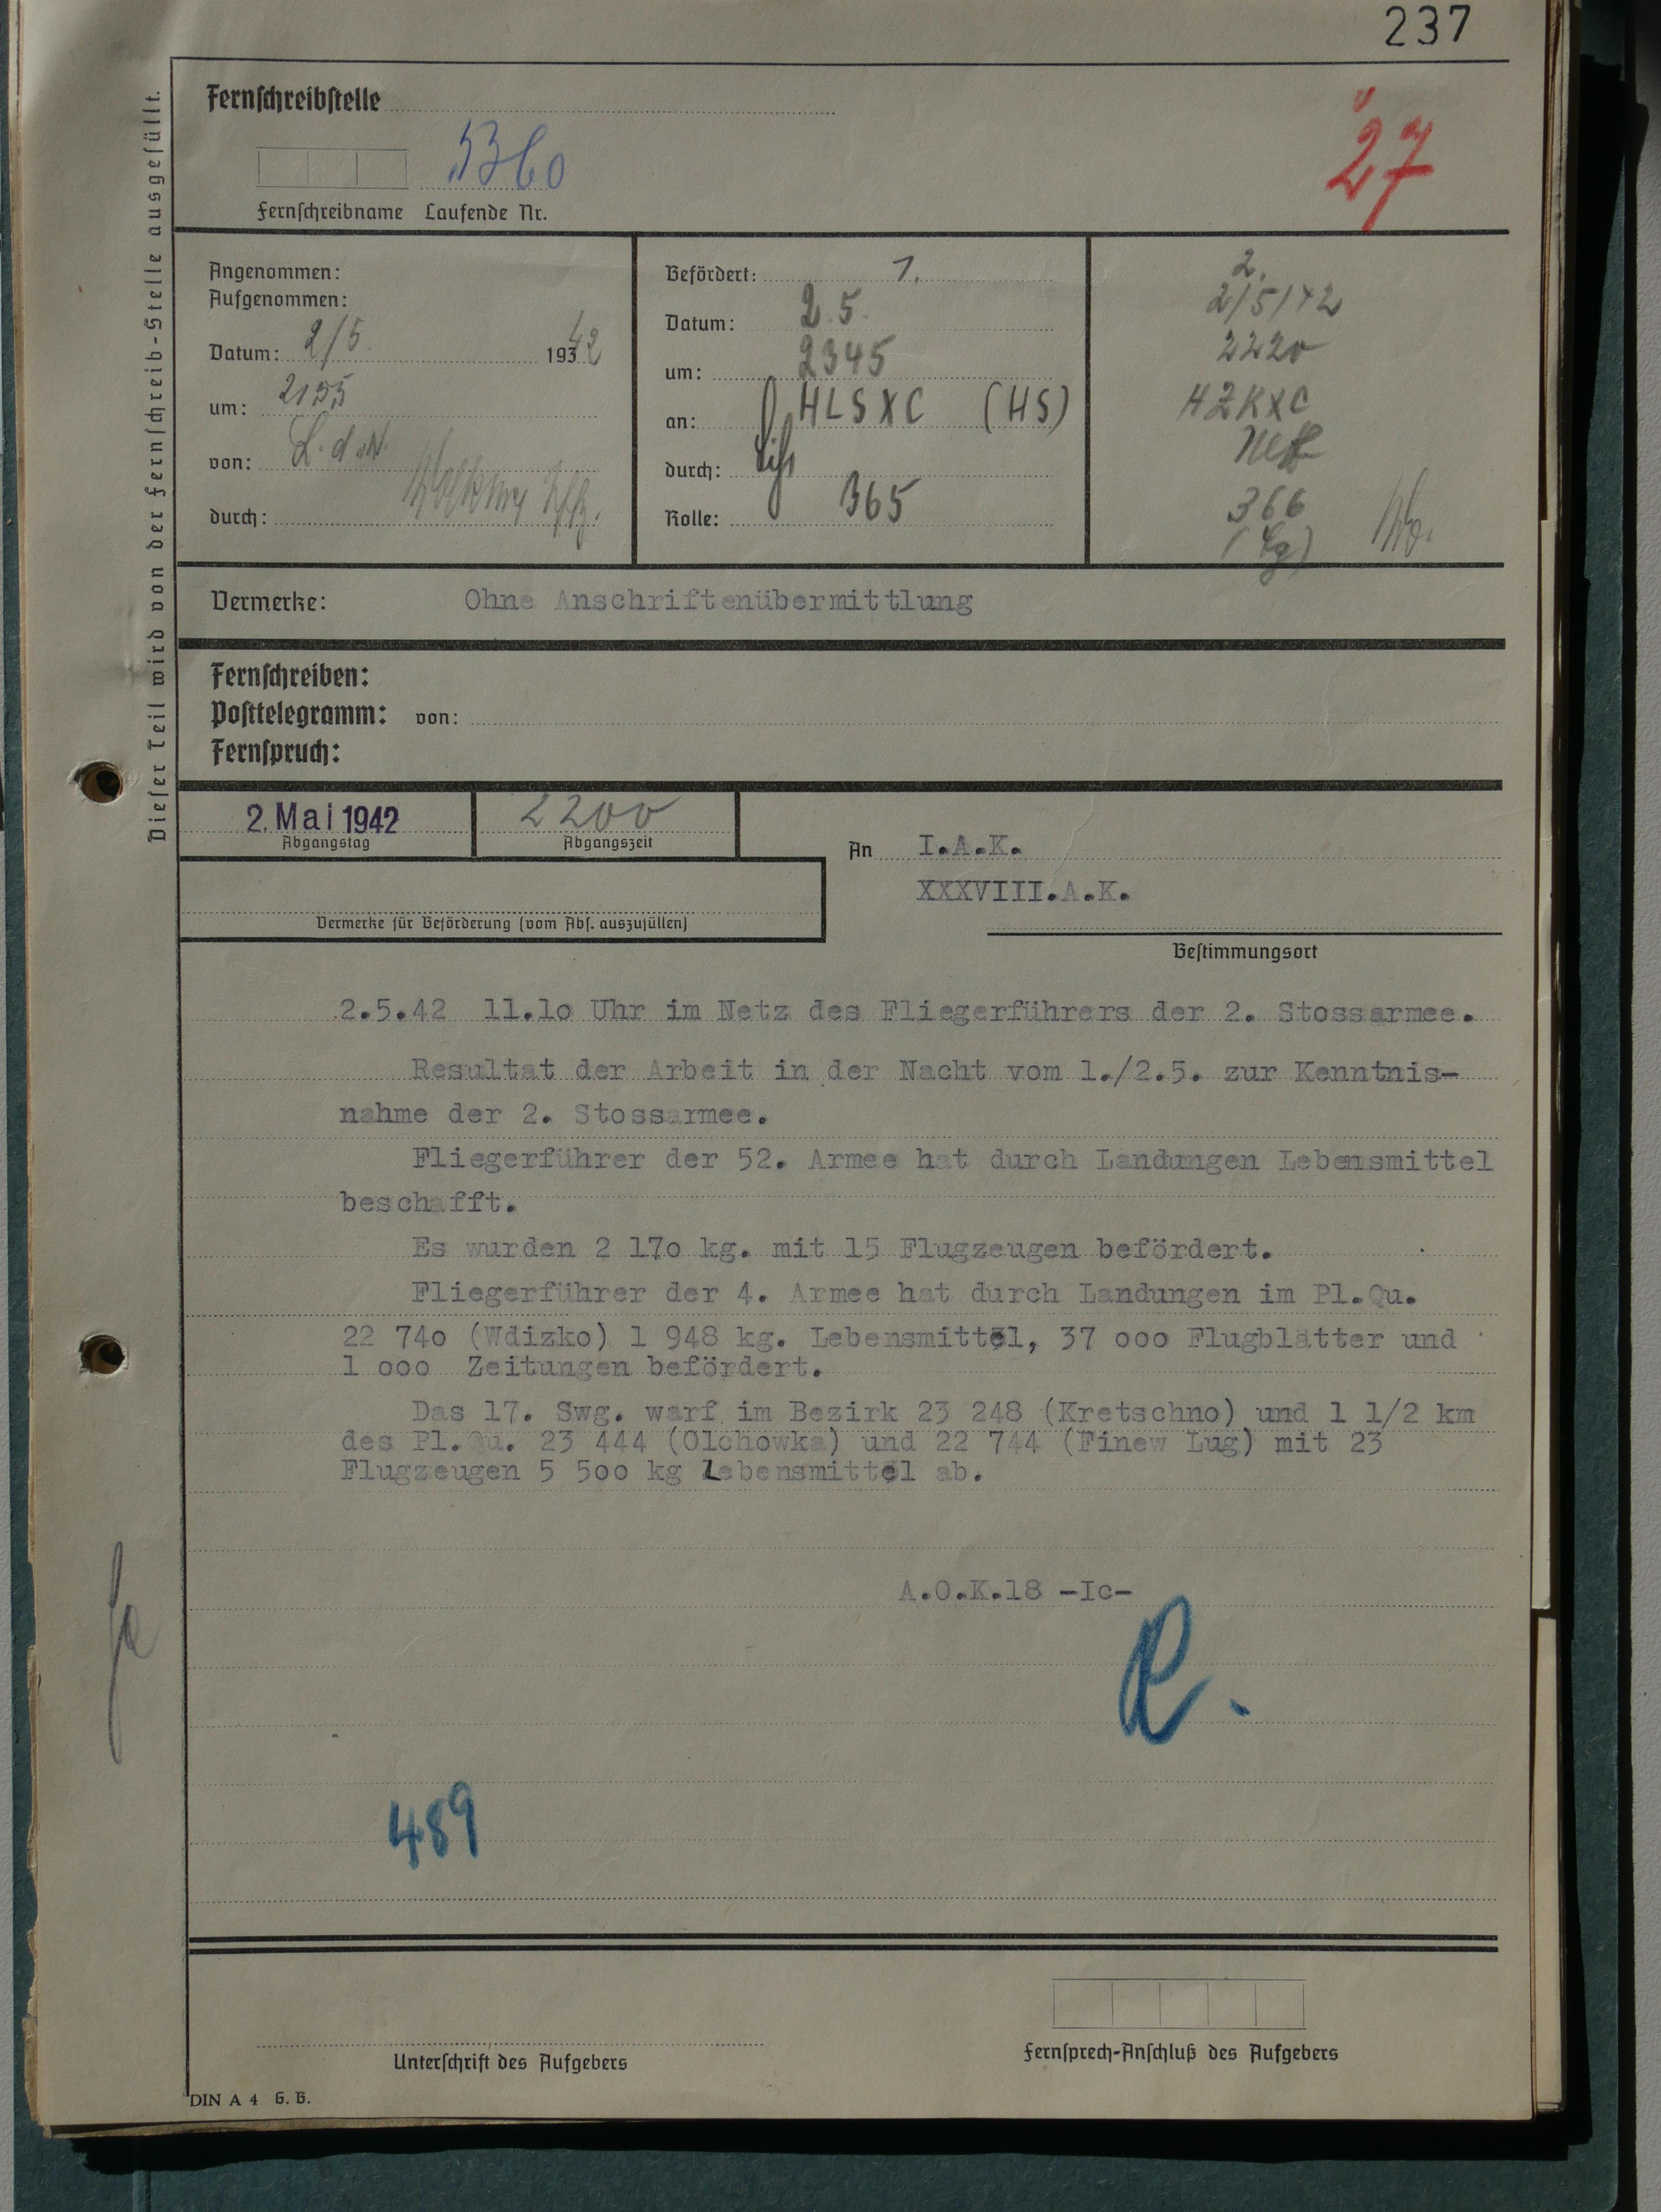 237
27
Fernschreibstelle
5360
Fernschreibname Laufende Nr.
Dieser Teil wird von der Fernschreib-Stelle ausgefüllt.
Angenommen:
Aufgenommen:
Datum: 2/5. 1942
um: 2155
von:
durch:
Befördert: 1.
Datum: 2.5.
um: 2345
an: HLSXC (HS)
durch:
Rolle: 365
2.
2/5/42
2220
HZKXC
366
Vermerke: Ohne Anschriftenübermittlung
Fernschreiben:
Posttelegramm: von:
Fernspruch:
2. Mai 1942
Abgangstag
2200
Abgangszeit
Vermerke für Beförderung (vom Abs. auszufüllen)
An I.A.K.
XXXVIII.A.K.
Bestimmungsort
2.5.42 11.1o Uhr im Netz des Fliegerführers der 2. Stossarmee.
Resultat der Arbeit in der Nacht vom 1./2.5. zur Kenntnis-
nahme der 2. Stossarmee.
Fliegerführer der 52. Armee hat durch Landungen Lebensmittel
beschafft.
Es wurden 2 17o kg. mit 15 Flugzeugen befördert.
Fliegerführer der 4. Armee hat durch Landungen im Pl.Qu.
22 74o (Wdizko) 1 948 kg. Lebensmittel, 37 ooo Flugblätter und
1 ooo Zeitungen befördert.
Das 17. Swg. warf im Bezirk 23 248 (Kretschno) und 1 1/2 km
des Pl.Qu. 23 444 (Olchowka) und 22 744 (Finew Lug) mit 23
Flugzeugen 5 5oo kg Lebensmittel ab.
A.O.K.18 -Ic-
R.
489
Unterschrift des Aufgebers
Fernsprech-Anschluß des Aufgebers
DIN A 4 G. B.